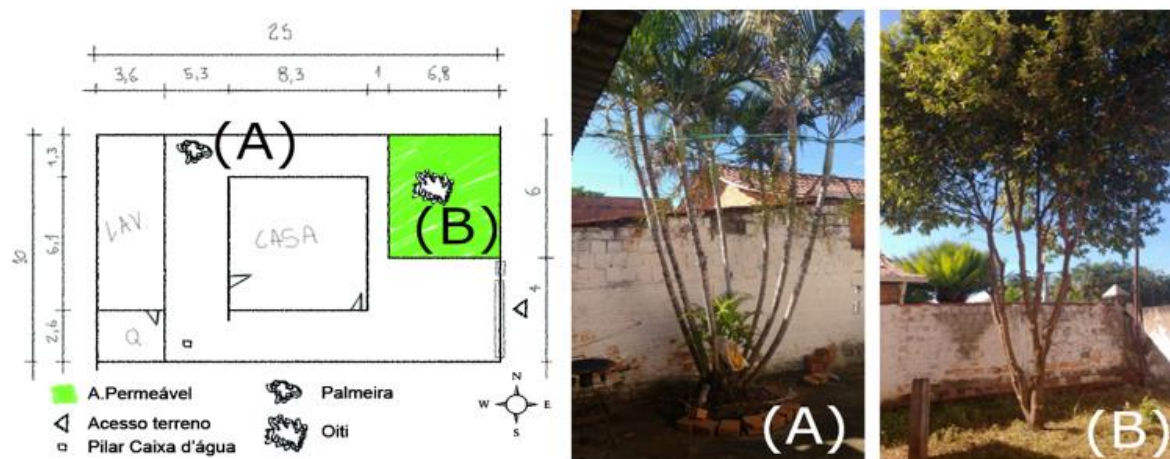 25
3,6 5,3 8,3 1 6,8
10
1,3
6,1
2,6
(A)
(B)
LAV.
CASA
Q
6
4
A.Permeável
Acesso terreno
Pilar Caixa d'água
Palmeira
Oiti
N
W E
S
(A)
(B)